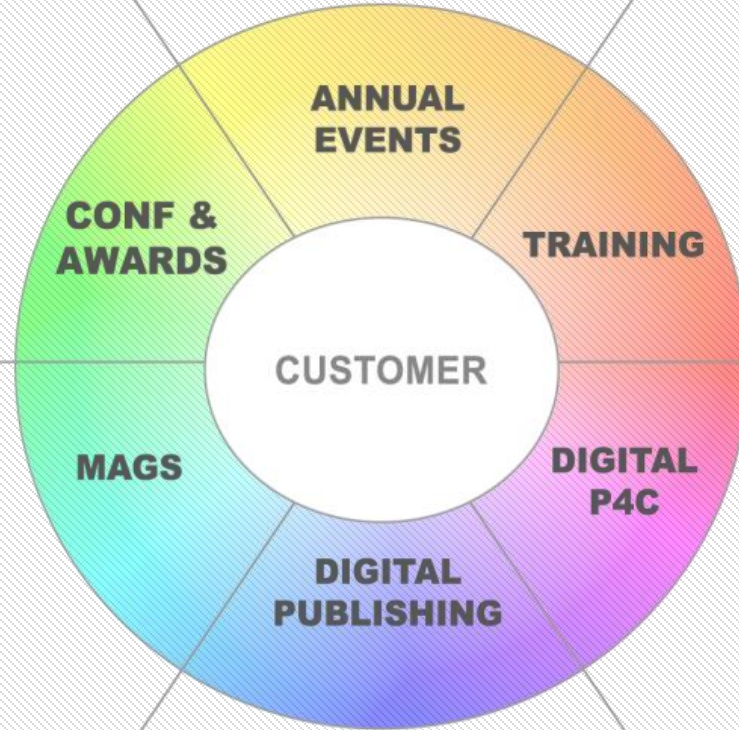 ANNUAL
EVENTS
CONF &
AWARDS
TRAINING
CUSTOMER
MAGS
DIGITAL
P4C
DIGITAL
PUBLISHING